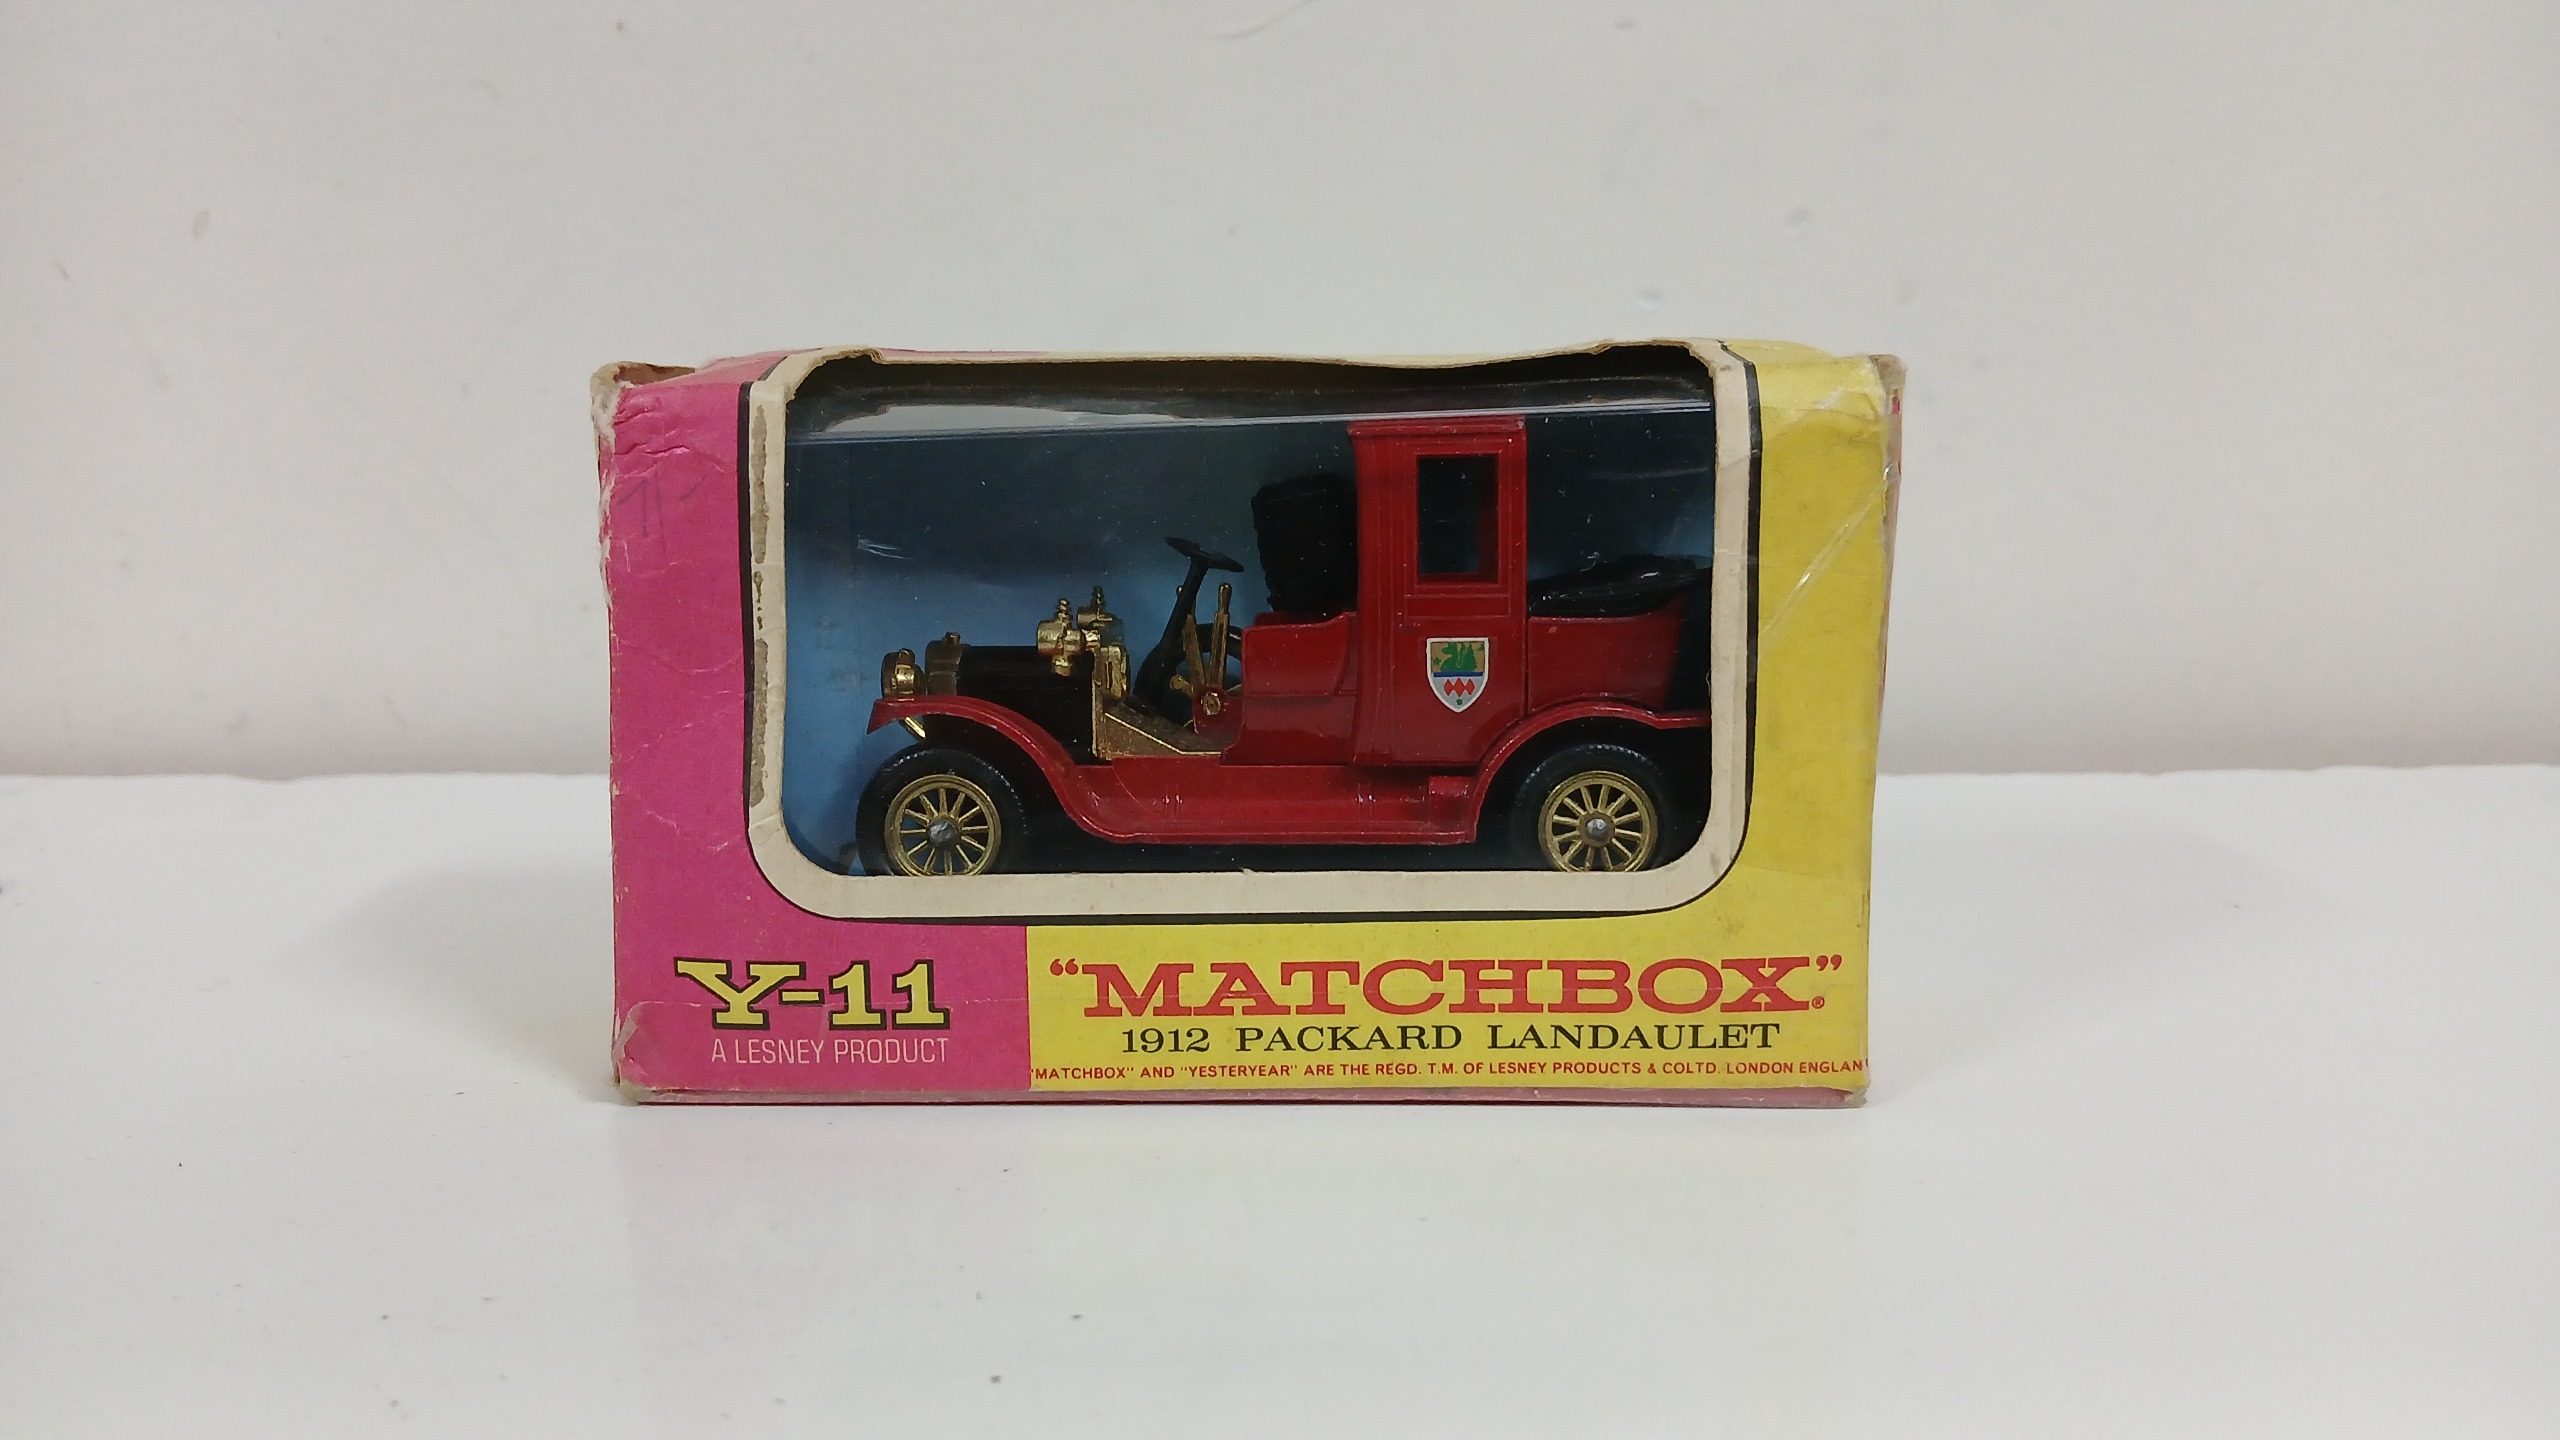 Y-11
A LESNEY PRODUCT
“MATCHBOX”®
1912 PACKARD LANDAULET
"MATCHBOX" AND "YESTERYEAR" ARE THE REGD. T.M. OF LESNEY PRODUCTS & CO LTD. LONDON ENGLAN